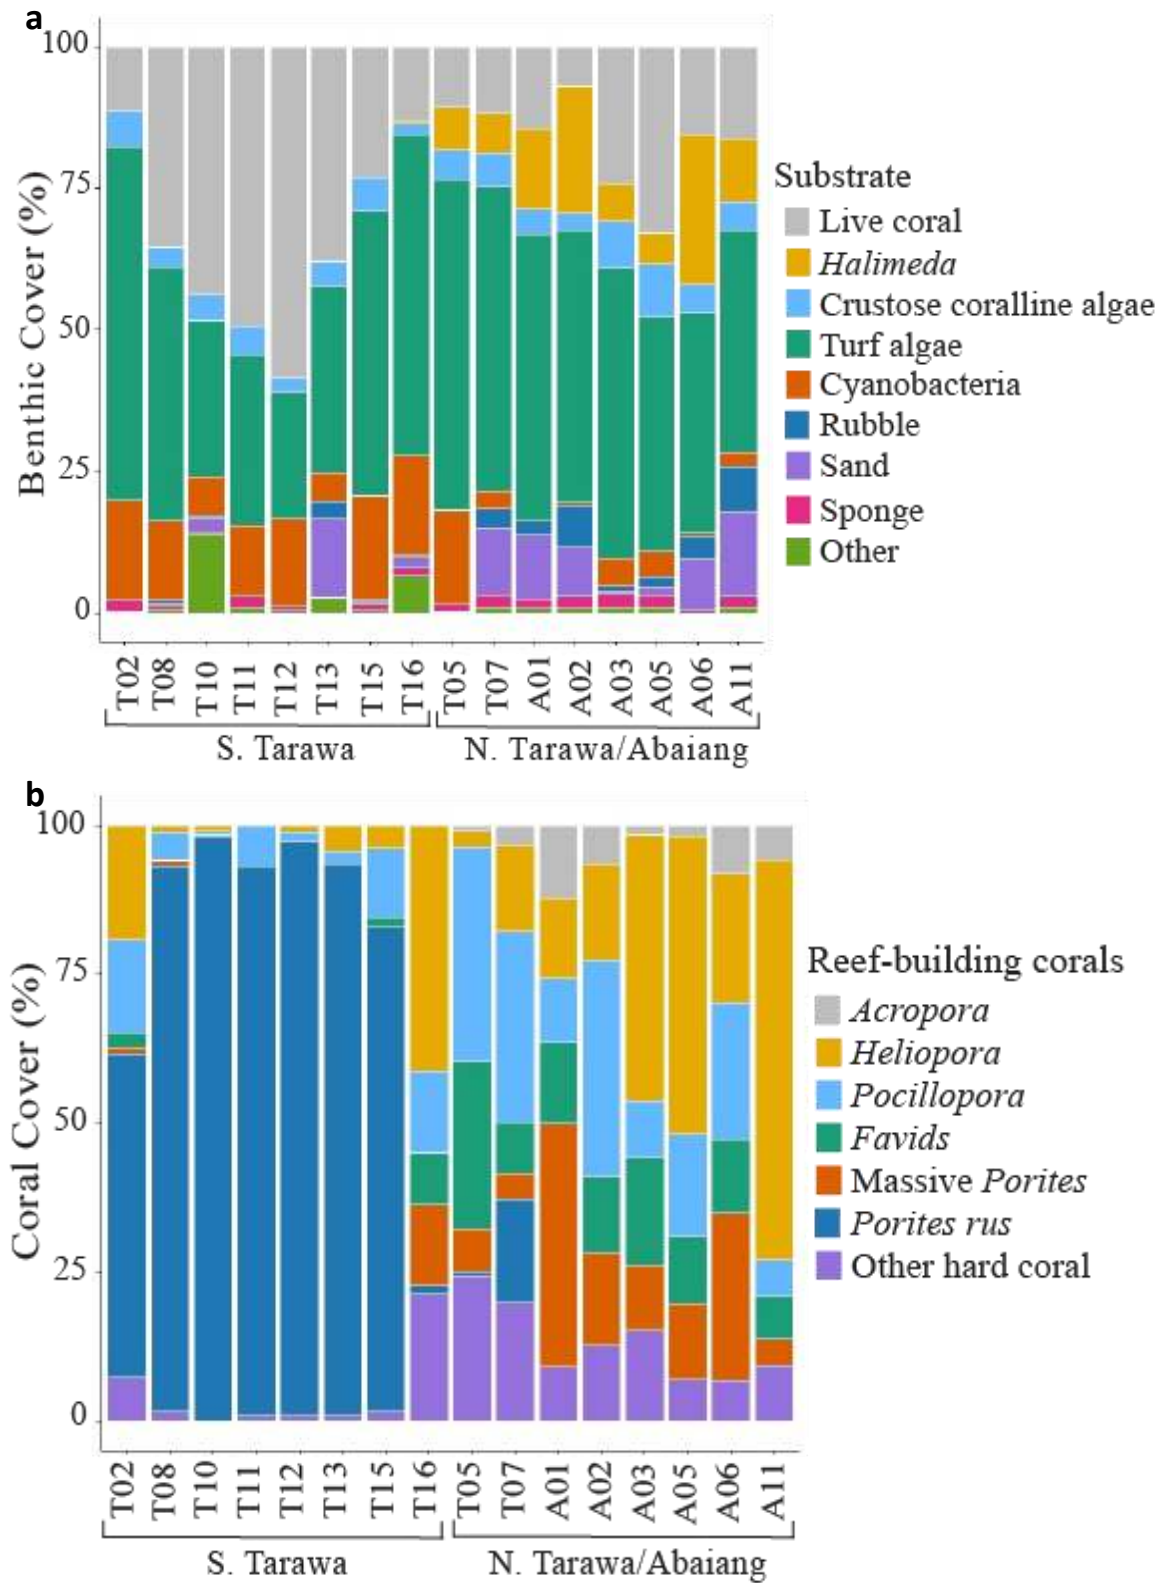 a
100
75
50
25
0
Benthic Cover (%)
Substrate
Live coral
Halimeda
Crustose coralline algae
Turf algae
Cyanobacteria
Rubble
Sand
Sponge
Other
T02 T08 T10 T11 T12 T13 T15 T16 T05 T07 A01 A02 A03 A05 A06 A11
S. Tarawa N. Tarawa/Abaiang
b
100
75
50
25
0
Coral Cover (%)
Reef-building corals
Acropora
Heliopora
Pocillopora
Favids
Massive Porites
Porites rus
Other hard coral
T02 T08 T10 T11 T12 T13 T15 T16 T05 T07 A01 A02 A03 A05 A06 A11
S. Tarawa N. Tarawa/Abaiang